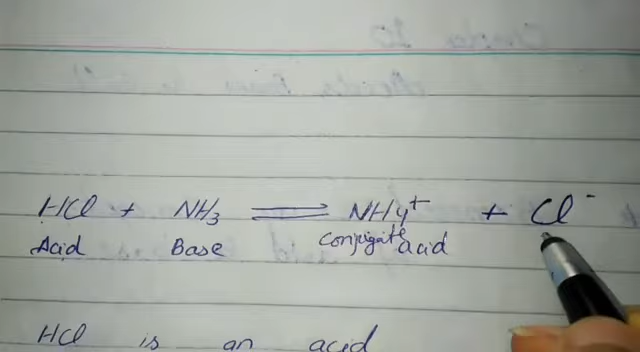 HCl + NH3 ⇌ NH4+ + Cl-
Acid Base Conjugate acid
HCl is an acid